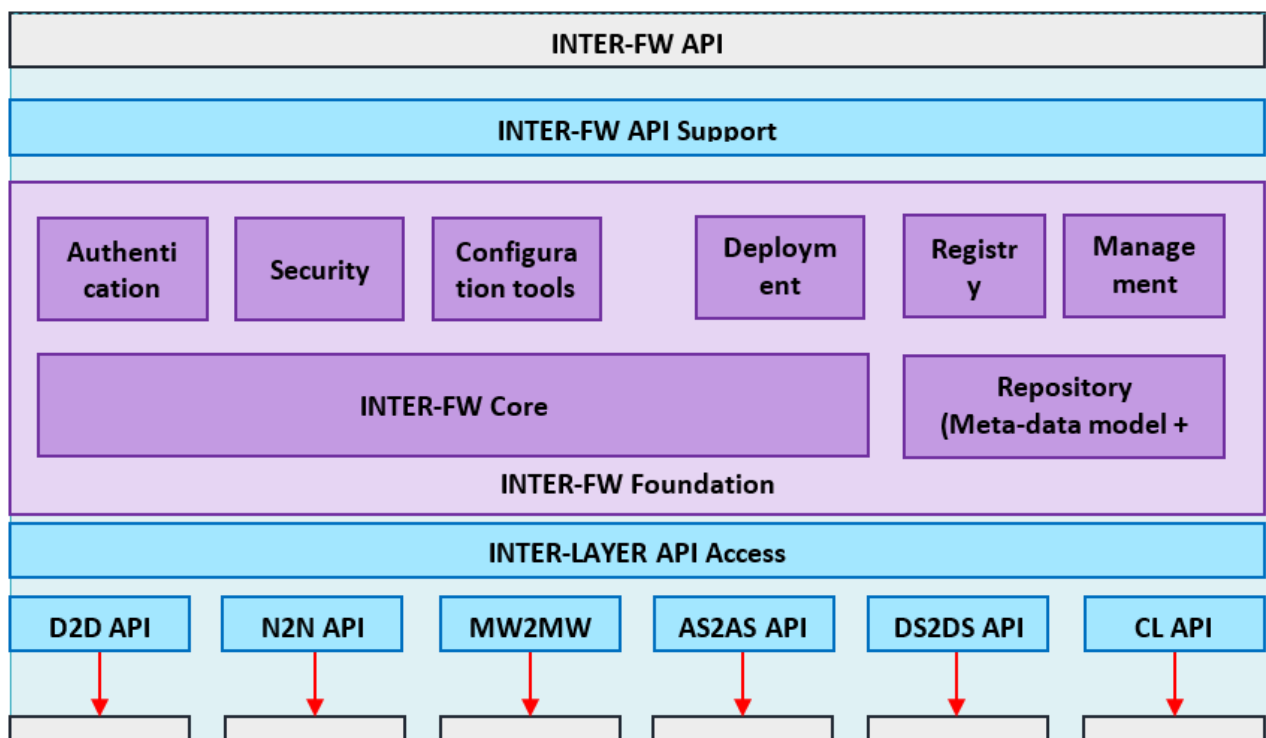 INTER-FW API
INTER-FW API Support
Authenti
cation
Security
Configura
tion tools
Deploym
ent
Registr
y
Manage
ment
INTER-FW Core
Repository
(Meta-data model +
INTER-FW Foundation
INTER-LAYER API Access
D2D API
N2N API
MW2MW
AS2AS API
DS2DS API
CL API